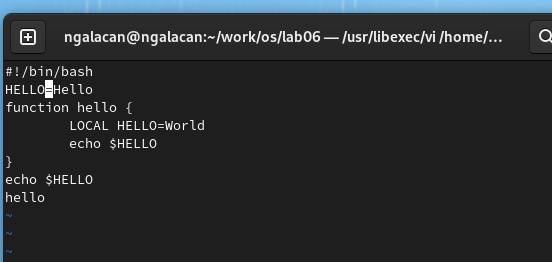 ngalacan@ngalacan:~/work/os/lab06 — /usr/libexec/vi /home/…
#!/bin/bash
HELLO=Hello
function hello {
        LOCAL HELLO=World
        echo $HELLO
}
echo $HELLO
hello
~
~
~